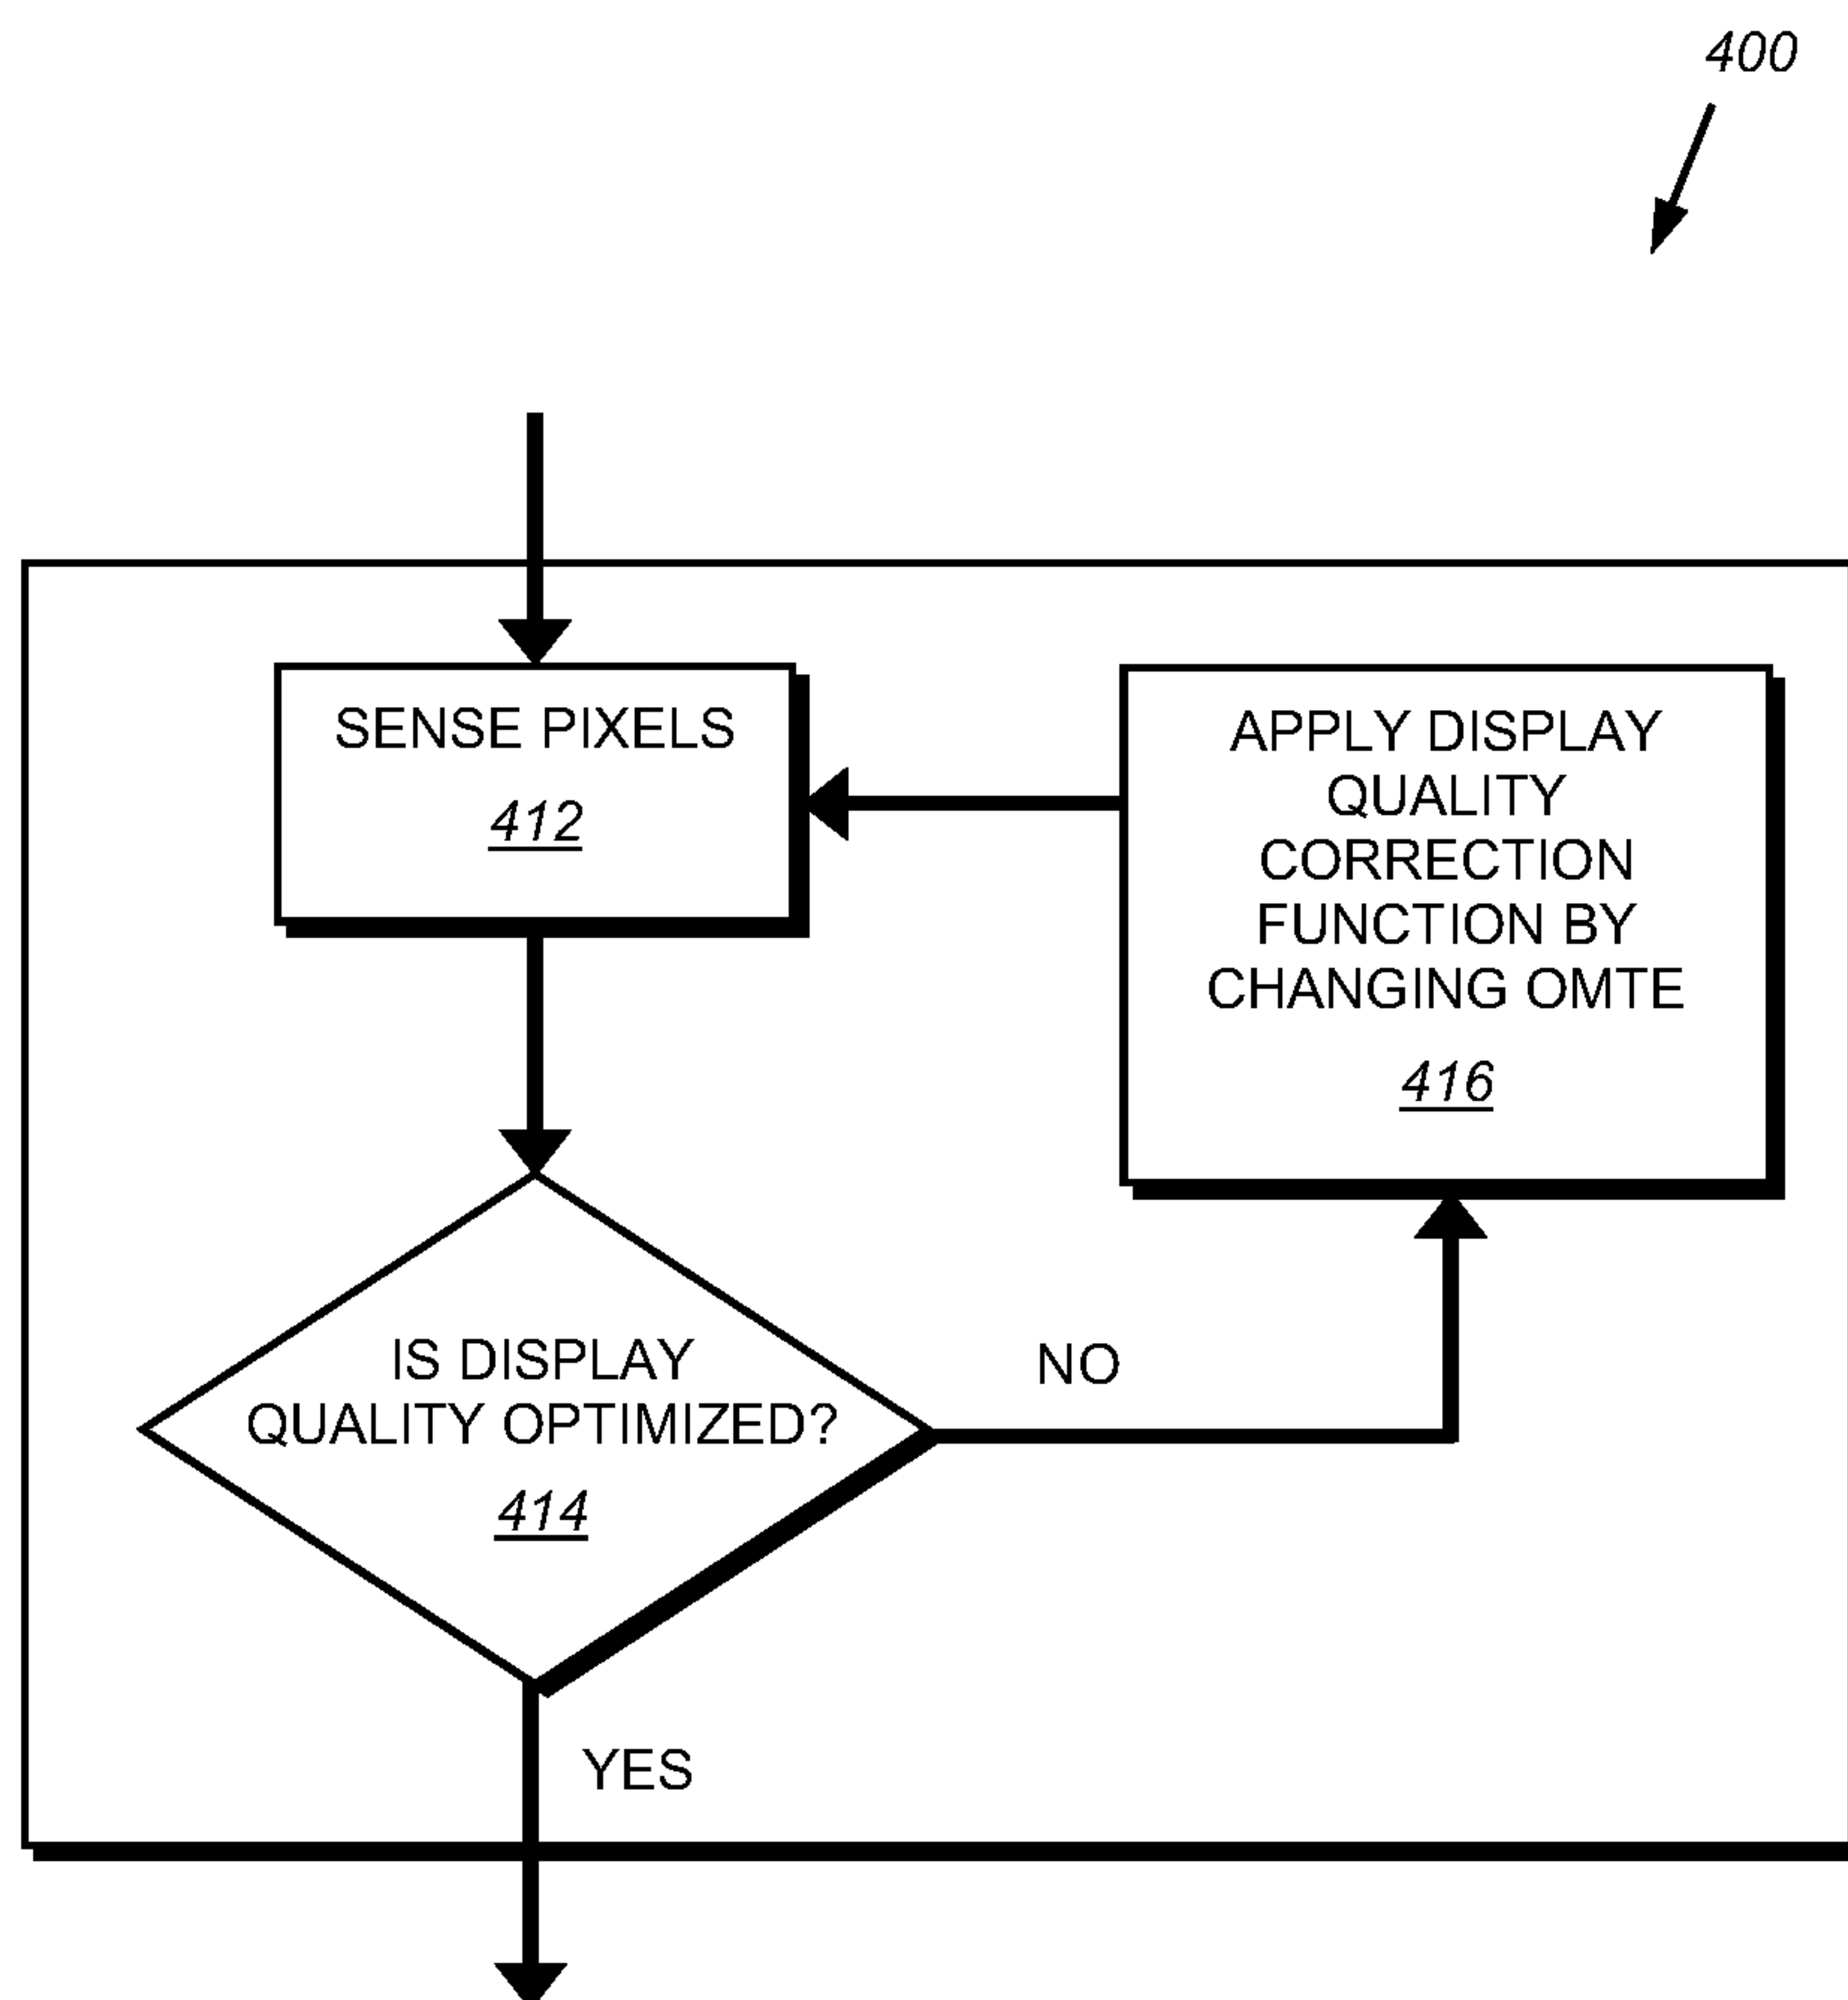 400
SENSE PIXELS
412
APPLY DISPLAY
QUALITY
CORRECTION
FUNCTION BY
CHANGING OMTE
416
IS DISPLAY
QUALITY OPTIMIZED?
414
NO
YES